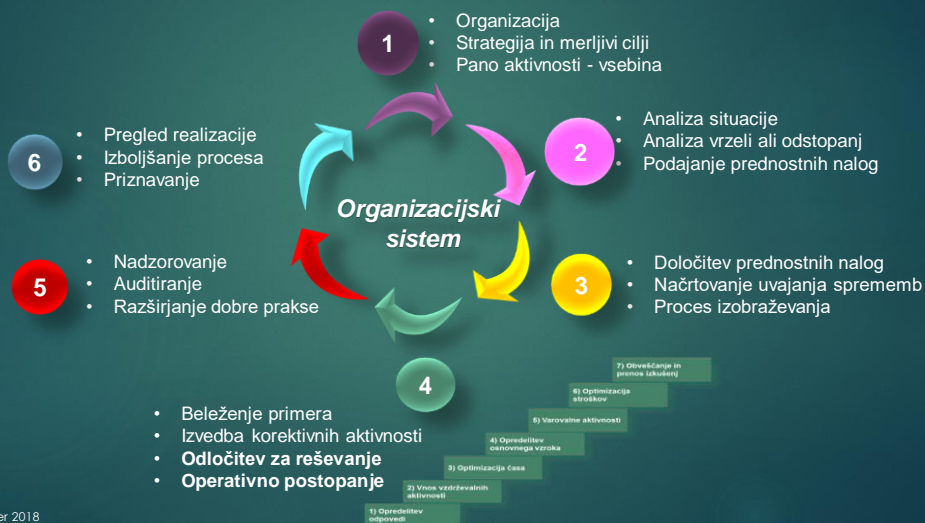 1
• Organizacija
• Strategija in merljivi cilji
• Pano aktivnosti - vsebina
2
• Analiza situacije
• Analiza vrzeli ali odstopanj
• Podajanje prednostnih nalog
3
• Določitev prednostnih nalog
• Načrtovanje uvajanja sprememb
• Proces izobraževanja
4
• Beleženje primera
• Izvedba korektivnih aktivnosti
• Odločitev za reševanje
• Operativno postopanje
5
• Nadzorovanje
• Auditiranje
• Razširjanje dobre prakse
6
• Pregled realizacije
• Izboljšanje procesa
• Priznavanje
Organizacijski
sistem
7) Obveščanje in
prenos izkušenj
6) Optimizacija
stroškov
5) Varovalne aktivnosti
4) Opredelitev
osnovnega vzroka
3) Optimizacija časa
2) Vnos vzdrževalnih
aktivnosti
1) Opredelitev
odpovedi
er 2018